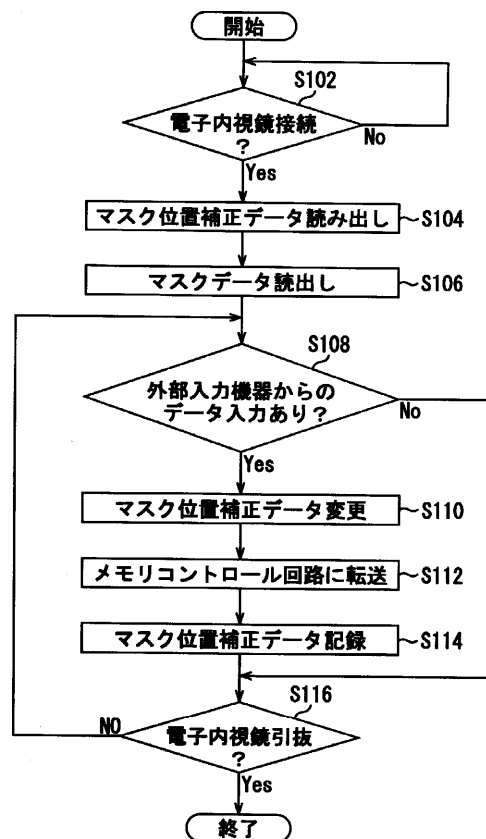 開始
S102
電子内視鏡接続
?
No
Yes
マスク位置補正データ読み出し
S104
マスクデータ読出し
S106
S108
外部入力機器からの
データ入力あり?
No
Yes
マスク位置補正データ変更
S110
メモリコントロール回路に転送
S112
マスク位置補正データ記録
S114
S116
NO
電子内視鏡引抜
?
Yes
終了